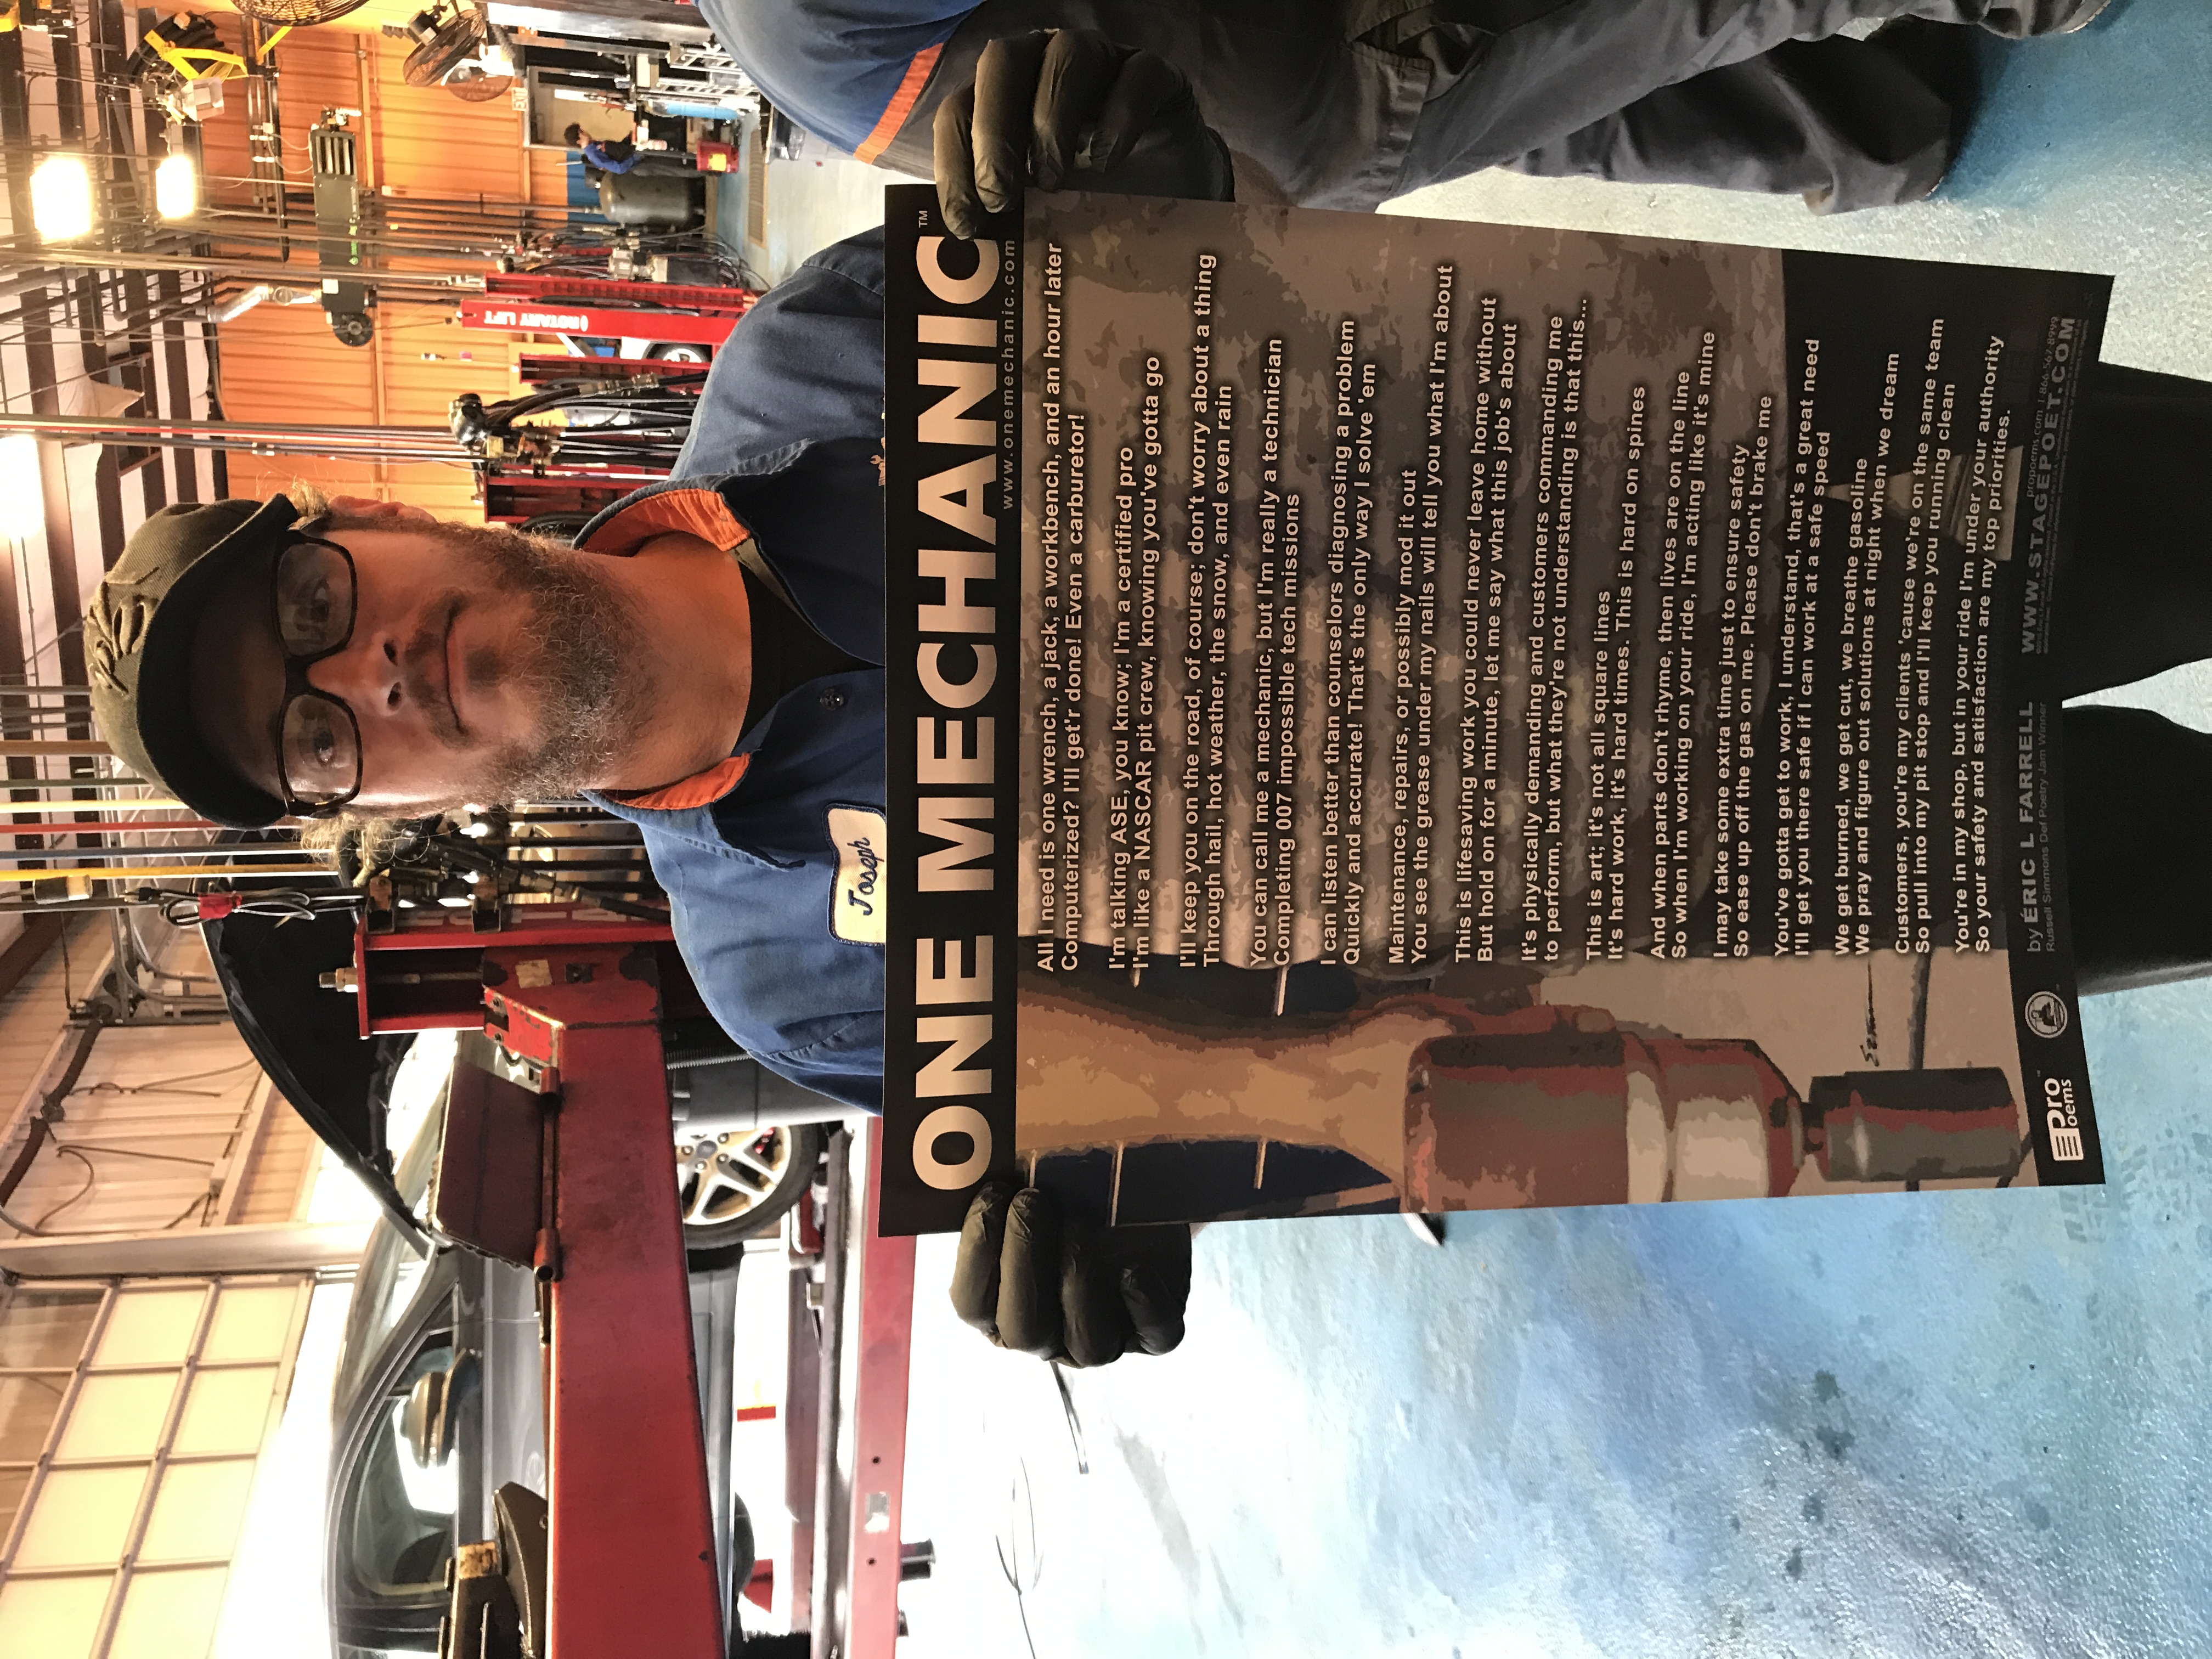 ROTARY LIFT
Joseph
ONE MECHANIC™
www.onemechanic.com
All I need is one wrench, a jack, a workbench, and an hour later
Computerized? I'll get'r done! Even a carburetor!
I'm talking ASE, you know; I'm a certified pro
I'm like a NASCAR pit crew, knowing you've gotta go
I'll keep you on the road, of course; don't worry about a thing
Through hail, hot weather, the snow, and even rain
You can call me a mechanic, but I'm really a technician
Completing 007 impossible tech missions
I can listen better than counselors diagnosing a problem
Quickly and accurate! That's the only way I solve 'em
Maintenance, repairs, or possibly mod it out
You see the grease under my nails will tell you what I'm about
This is lifesaving work you could never leave home without
But hold on for a minute, let me say what this job's about
It's physically demanding and customers commanding me
to perform, but what they're not understanding is that this...
This is art; it's not all square lines
It's hard work, it's hard times. This is hard on spines
And when parts don't rhyme, then lives are on the line
So when I'm working on your ride, I'm acting like it's mine
I may take some extra time just to ensure safety
So ease up off the gas on me. Please don't brake me
You've gotta get to work, I understand, that's a great need
I'll get you there safe if I can work at a safe speed
We get burned, we get cut, we breathe gasoline
We pray and figure out solutions at night when we dream
Customers, you're my clients 'cause we're on the same team
So pull into my pit stop and I'll keep you running clean
You're in my shop, but in your ride I'm under your authority
So your safety and satisfaction are my top priorities.
Pro
oems
by ÉRIC L FARRELL
Russell Simmons Def Poetry Jam Winner
propoems.com | 866-567-8999
WWW.STAGEPOET.COM